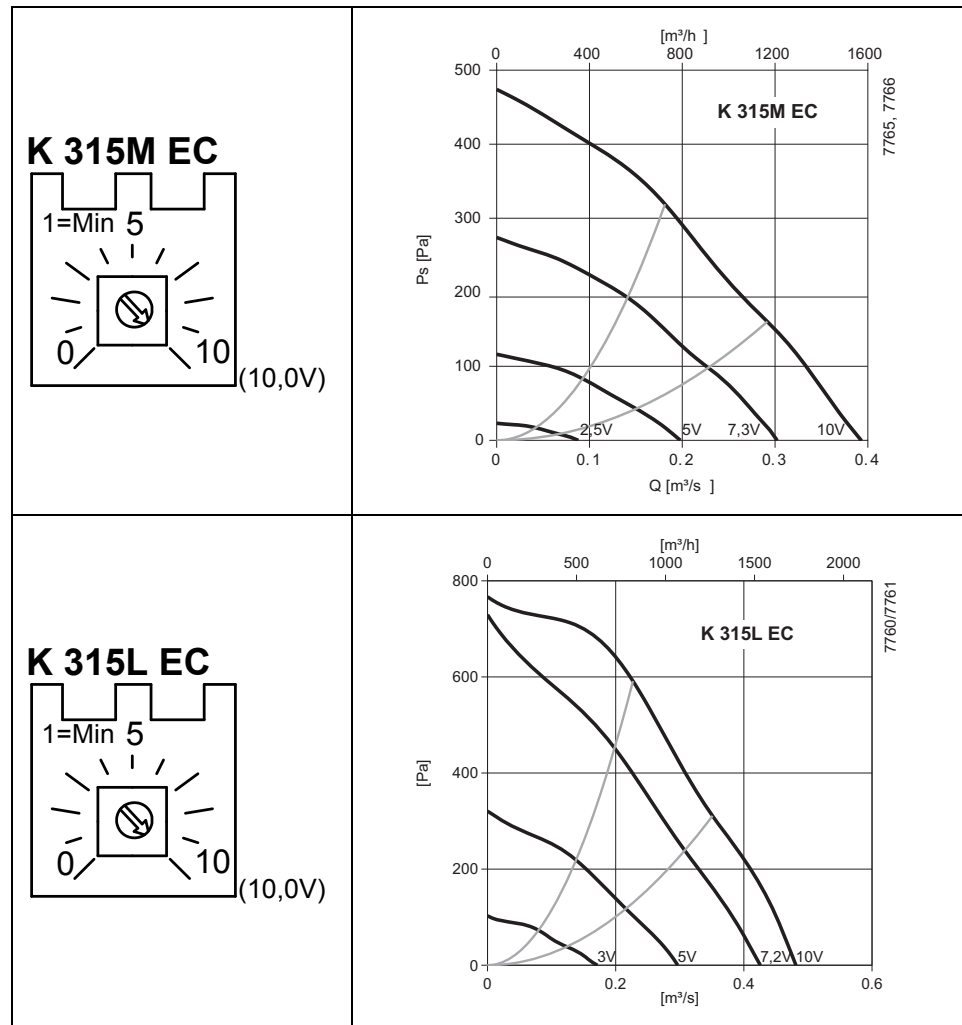 K 315M EC
1=Min 5
0
10
(10,0V)
[m³/h ]
0 400 800 1200 1600
500
400
300
200
100
0
Ps [Pa]
K 315M EC
7765, 7766
2,5V 5V 7,3V 10V
0 0.1 0.2 0.3 0.4
Q [m³/s ]
K 315L EC
1=Min 5
0
10
(10,0V)
[m³/h]
0 500 1000 1500 2000
800
600
400
200
0
[Pa]
K 315L EC
7760/7761
3V 5V 7,2V 10V
0 0.2 0.4 0.6
[m³/s]